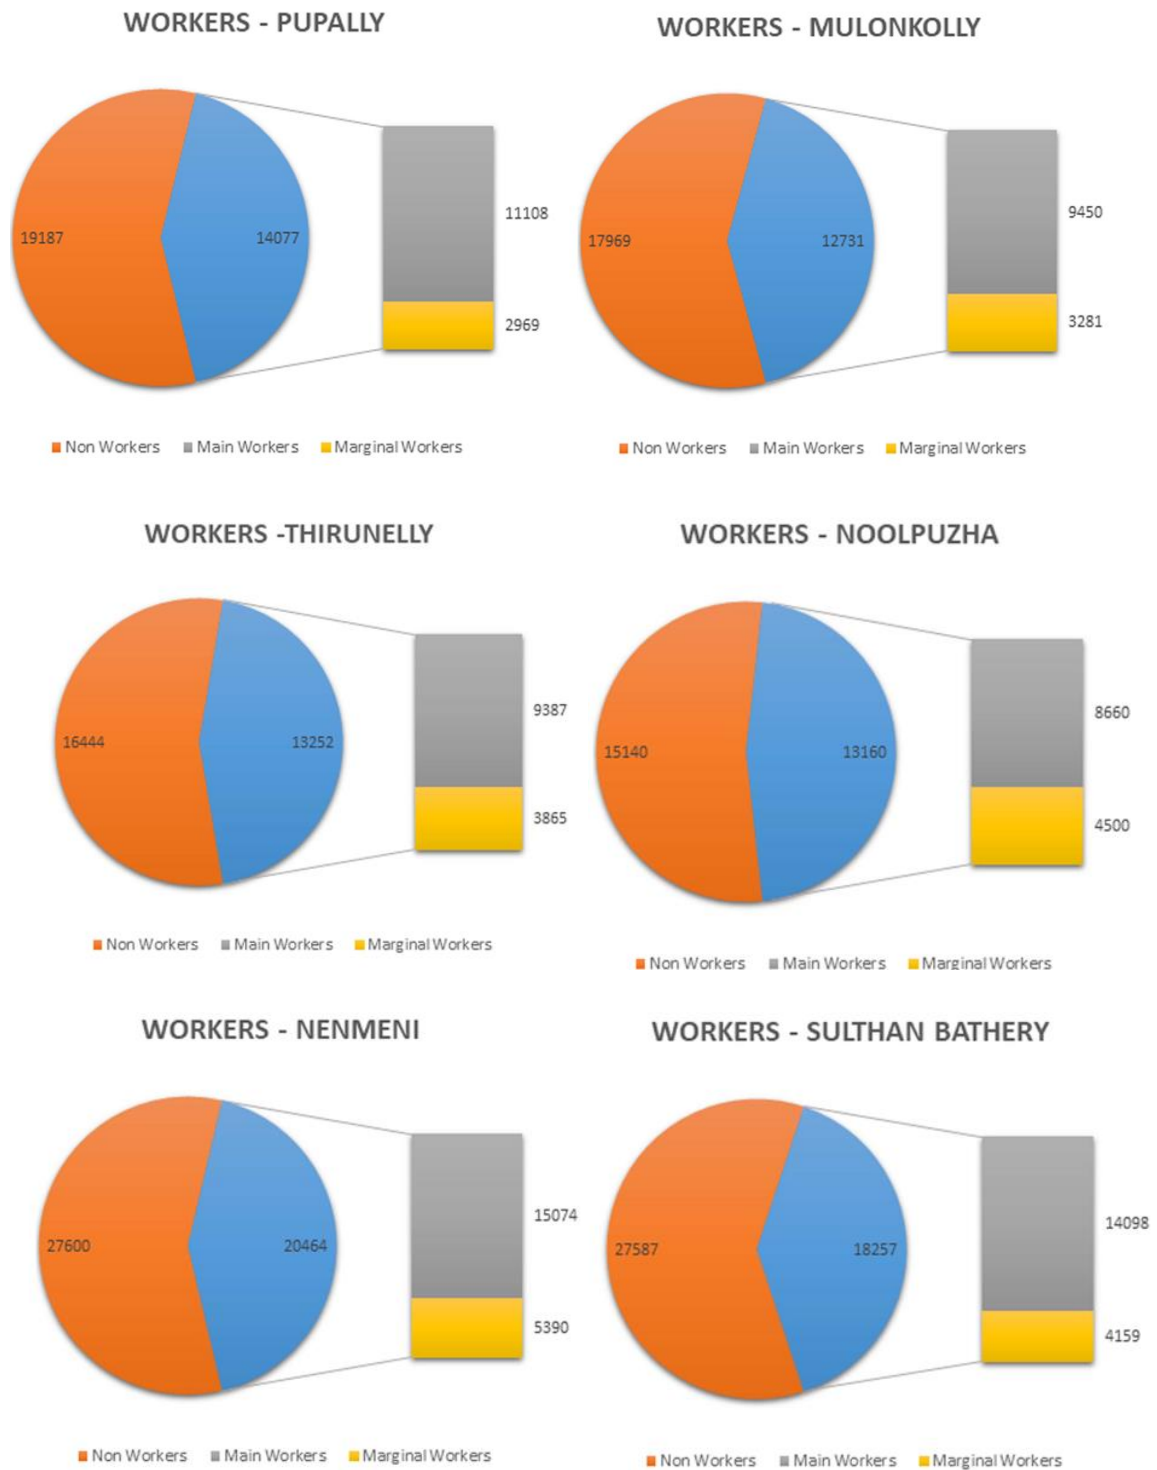 WORKERS - PUPALLY
19187
14077
11108
2969
Non Workers Main Workers Marginal Workers
WORKERS - MULONKOLLY
17969
12731
9450
3281
Non Workers Main Workers Marginal Workers
WORKERS -THIRUNELLY
16444
13252
9387
3865
Non Workers Main Workers Marginal Workers
WORKERS - NOOLPUZHA
15140
13160
8660
4500
Non Workers Main Workers Marginal Workers
WORKERS - NENMENI
27600
20464
15074
5390
Non Workers Main Workers Marginal Workers
WORKERS - SULTHAN BATHERY
27587
18257
14098
4159
Non Workers Main Workers Marginal Workers